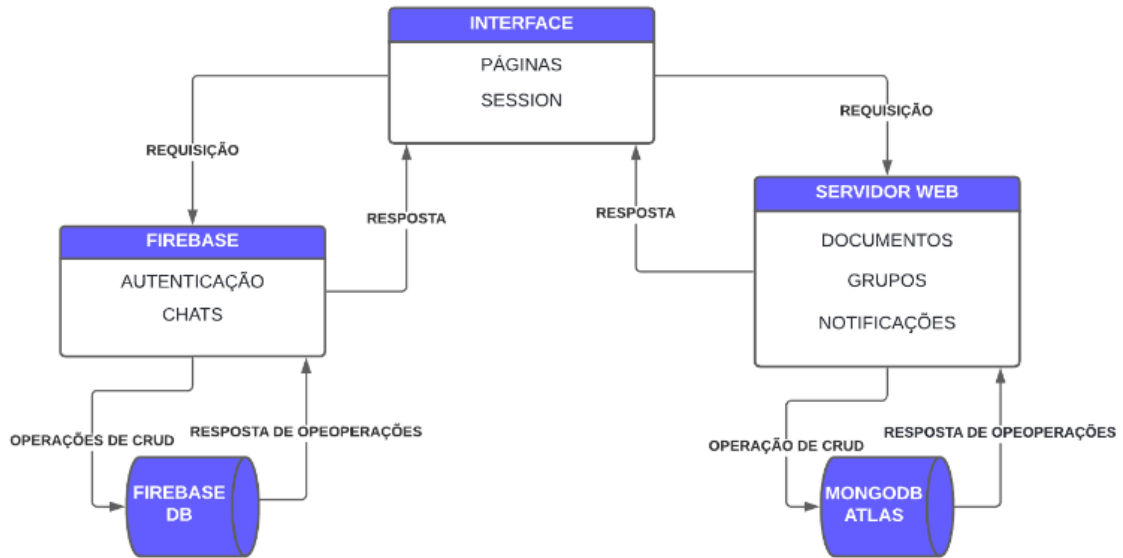 INTERFACE
PÁGINAS
SESSION
REQUISIÇÃO
REQUISIÇÃO
RESPOSTA
RESPOSTA
FIREBASE
AUTENTICAÇÃO
CHATS
SERVIDOR WEB
DOCUMENTOS
GRUPOS
NOTIFICAÇÕES
OPERAÇÕES DE CRUD
RESPOSTA DE OPEOPERAÇÕES
FIREBASE
DB
OPERAÇÃO DE CRUD
RESPOSTA DE OPEOPERAÇÕES
MONGODB
ATLAS